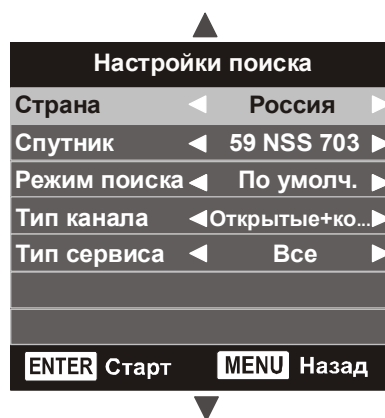 Настройки поиска
Страна Россия
Спутник 59 NSS 703
Режим поиска По умолч.
Тип канала Открытые+ко...
Тип сервиса Все
ENTER Старт MENU Назад